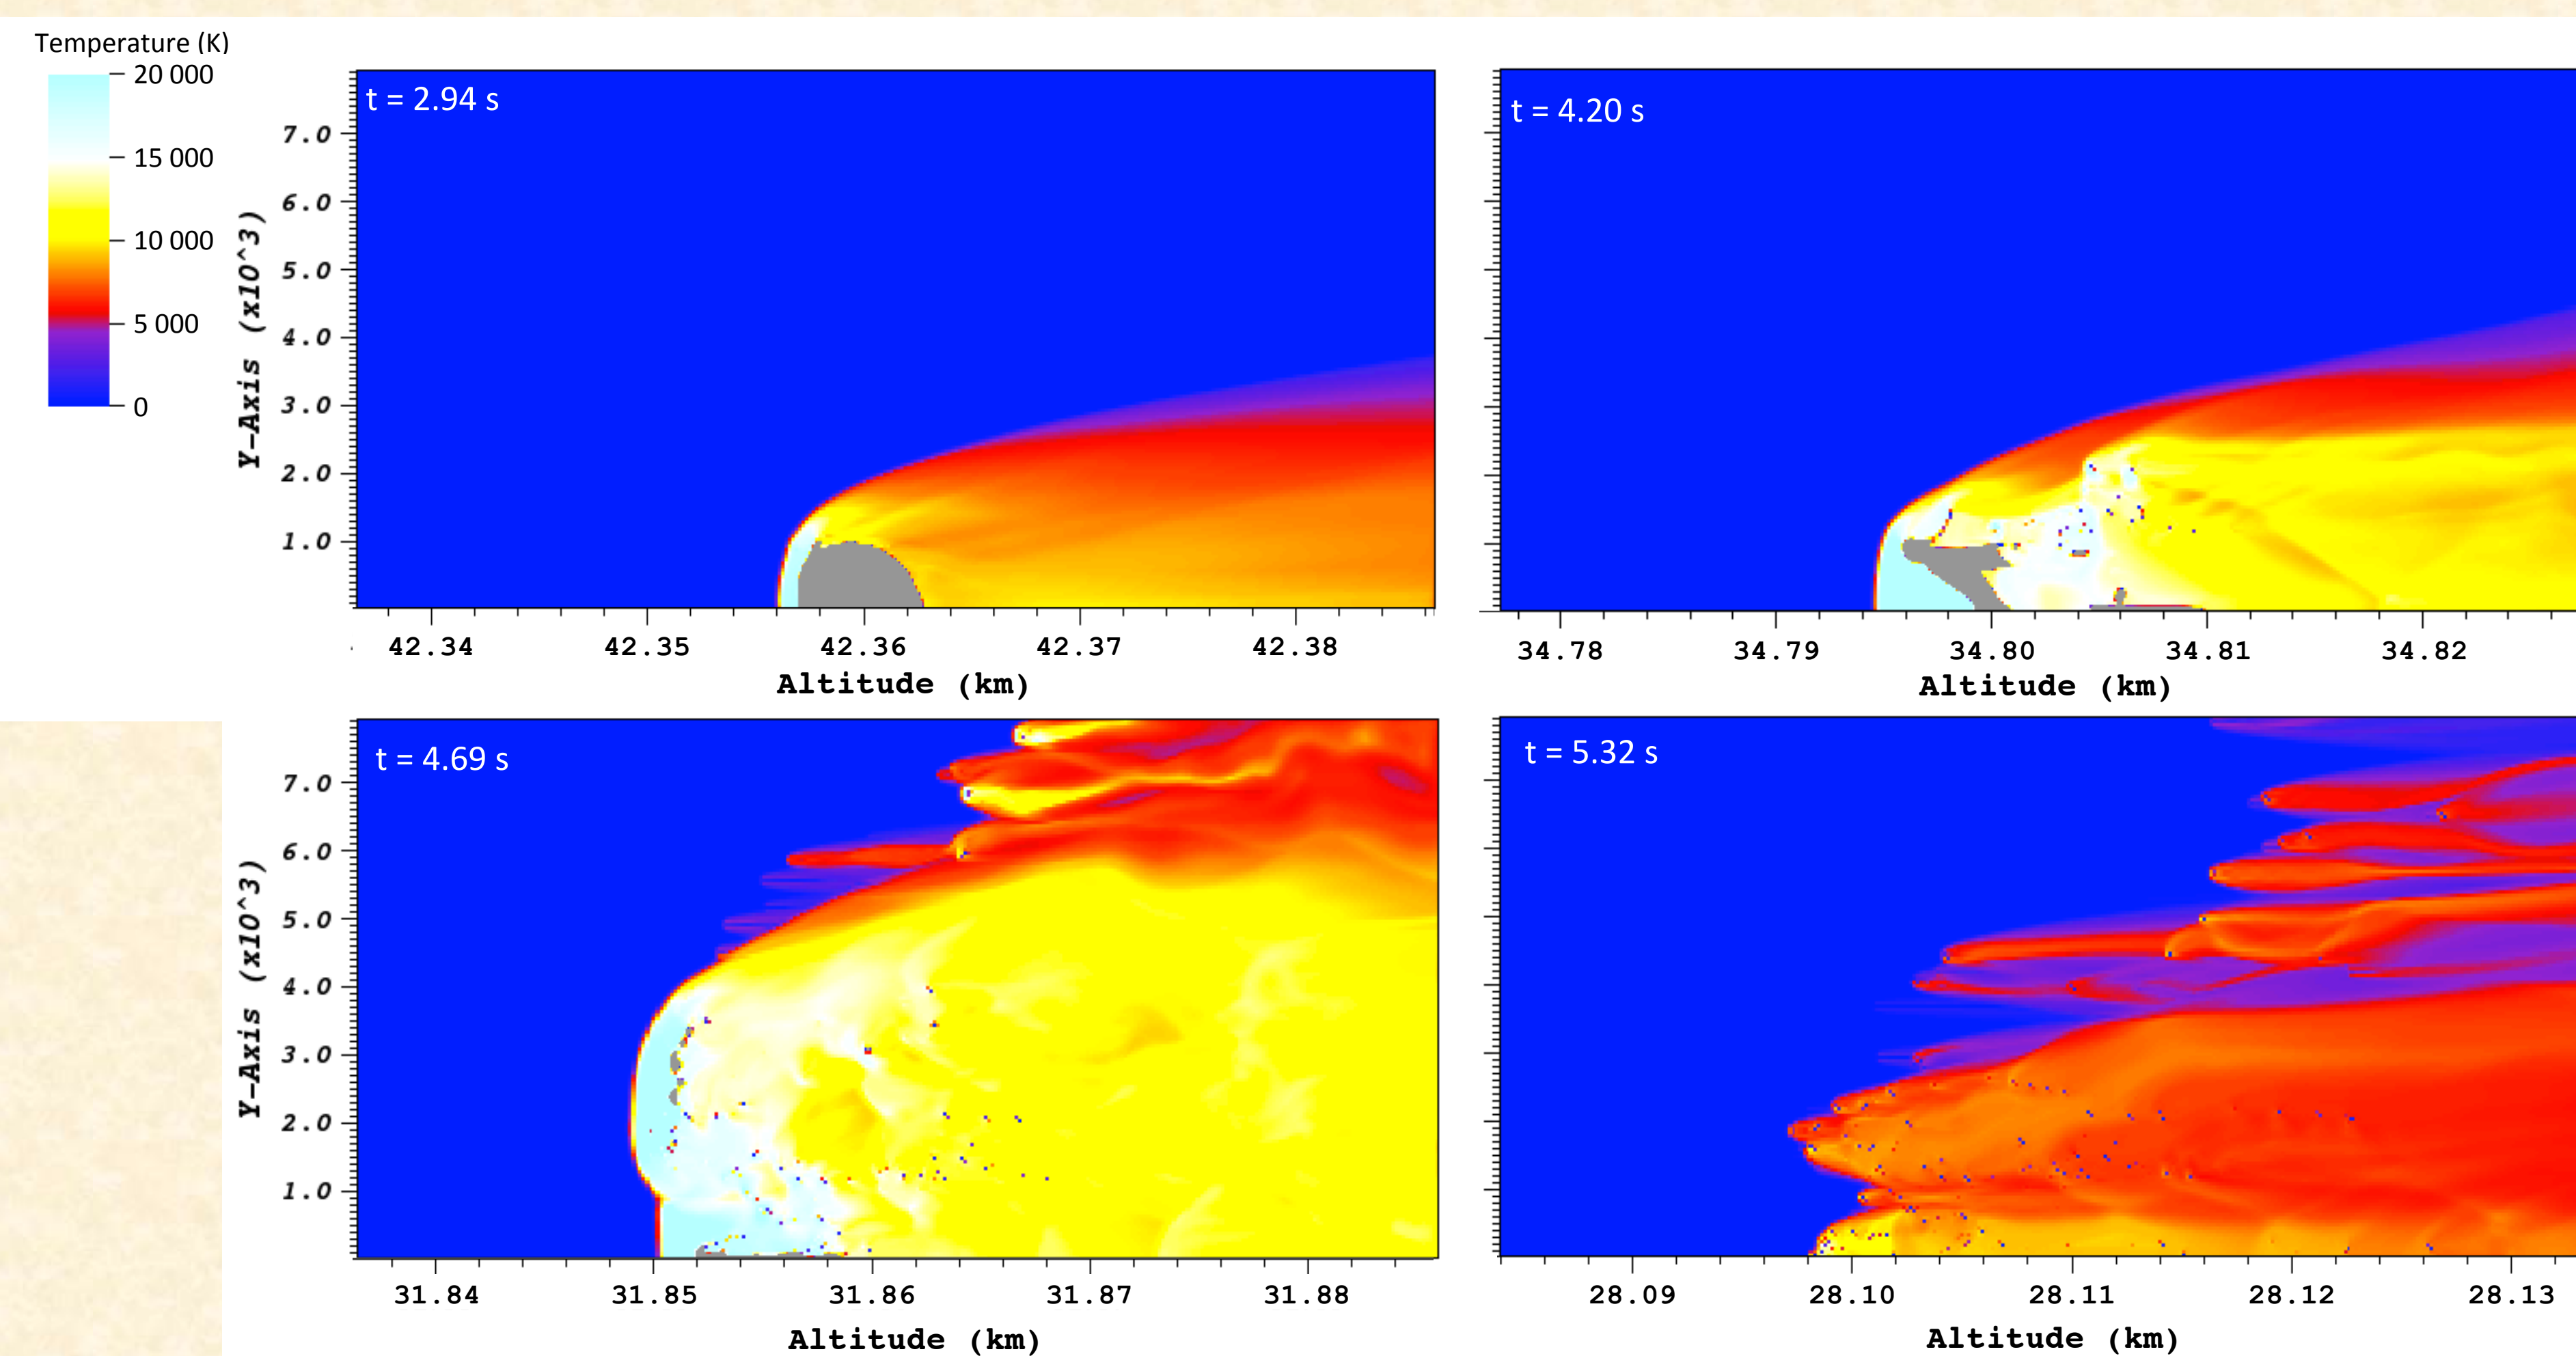 Temperature (K)
20 000
15 000
10 000
5 000
0
t = 2.94 s
7.0
6.0
5.0
4.0
3.0
2.0
1.0
Y-Axis (x10^3)
42.34 42.35 42.36 42.37 42.38
Altitude (km)
t = 4.20 s
34.78 34.79 34.80 34.81 34.82
Altitude (km)
t = 4.69 s
7.0
6.0
5.0
4.0
3.0
2.0
1.0
Y-Axis (x10^3)
31.84 31.85 31.86 31.87 31.88
Altitude (km)
t = 5.32 s
28.09 28.10 28.11 28.12 28.13
Altitude (km)